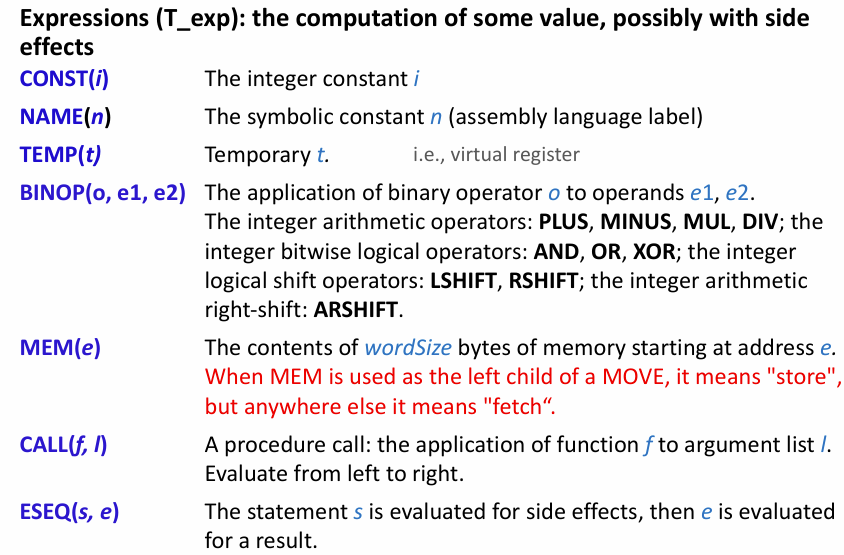 Expressions (T_exp): the computation of some value, possibly with side
effects
CONST(i) The integer constant i
NAME(n) The symbolic constant n (assembly language label)
TEMP(t) Temporary t. i.e., virtual register
BINOP(o, e1, e2) The application of binary operator o to operands e1, e2.
The integer arithmetic operators: PLUS, MINUS, MUL, DIV; the
integer bitwise logical operators: AND, OR, XOR; the integer
logical shift operators: LSHIFT, RSHIFT; the integer arithmetic
right-shift: ARSHIFT.
MEM(e) The contents of wordSize bytes of memory starting at address e.
When MEM is used as the left child of a MOVE, it means "store",
but anywhere else it means "fetch“.
CALL(f, l) A procedure call: the application of function f to argument list l.
Evaluate from left to right.
ESEQ(s, e) The statement s is evaluated for side effects, then e is evaluated
for a result.